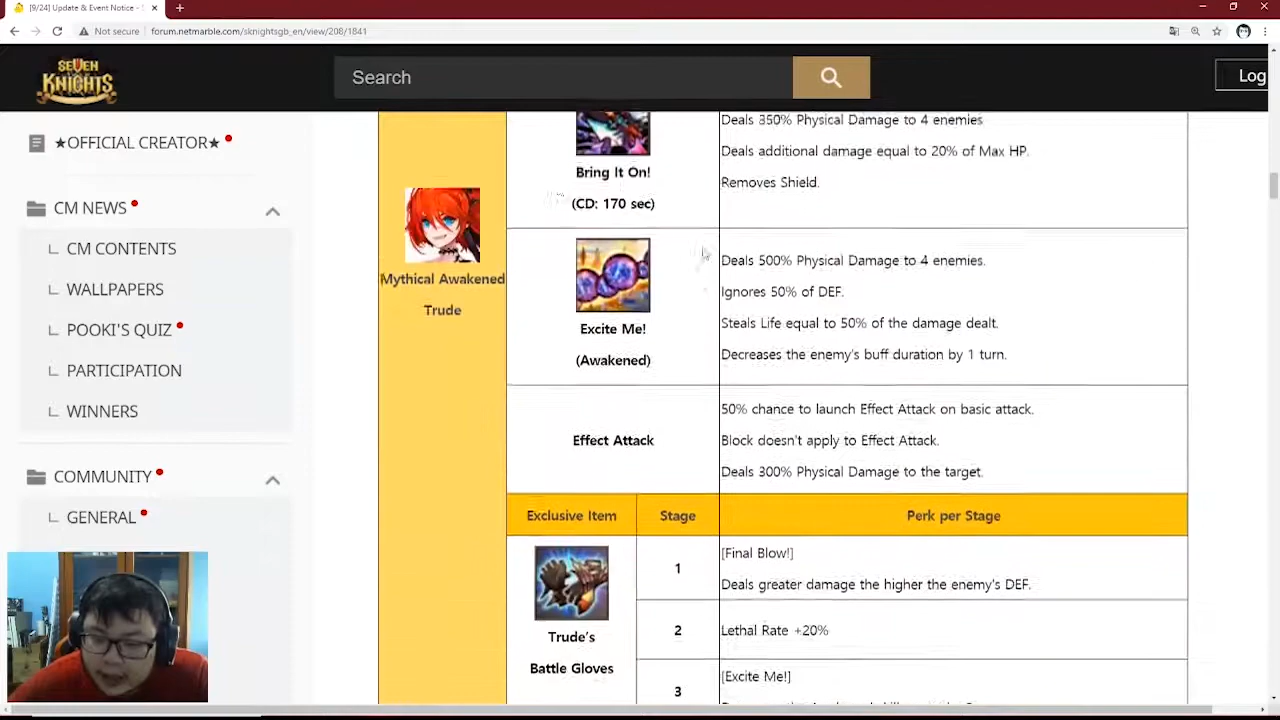 [9/24] Update & Event Notice -
Not secure
forum.netmarble.com/sknightsgb_en/view/208/1841
SEVEN
KNIGHTS
Search
Log
★OFFICIAL CREATOR★
CM NEWS
CM CONTENTS
WALLPAPERS
POOKI'S QUIZ
PARTICIPATION
WINNERS
COMMUNITY
GENERAL
Mythical Awakened
Trude
Bring It On!
(CD: 170 sec)
Deals 350% Physical Damage to 4 enemies
Deals additional damage equal to 20% of Max HP.
Removes Shield.
Excite Me!
(Awakened)
Deals 500% Physical Damage to 4 enemies.
Ignores 50% of DEF.
Steals Life equal to 50% of the damage dealt.
Decreases the enemy's buff duration by 1 turn.
Effect Attack
50% chance to launch Effect Attack on basic attack.
Block doesn't apply to Effect Attack.
Deals 300% Physical Damage to the target.
Exclusive Item
Stage
Perk per Stage
Trude's
Battle Gloves
1
[Final Blow!]
Deals greater damage the higher the enemy's DEF.
2
Lethal Rate +20%
3
[Excite Me!]